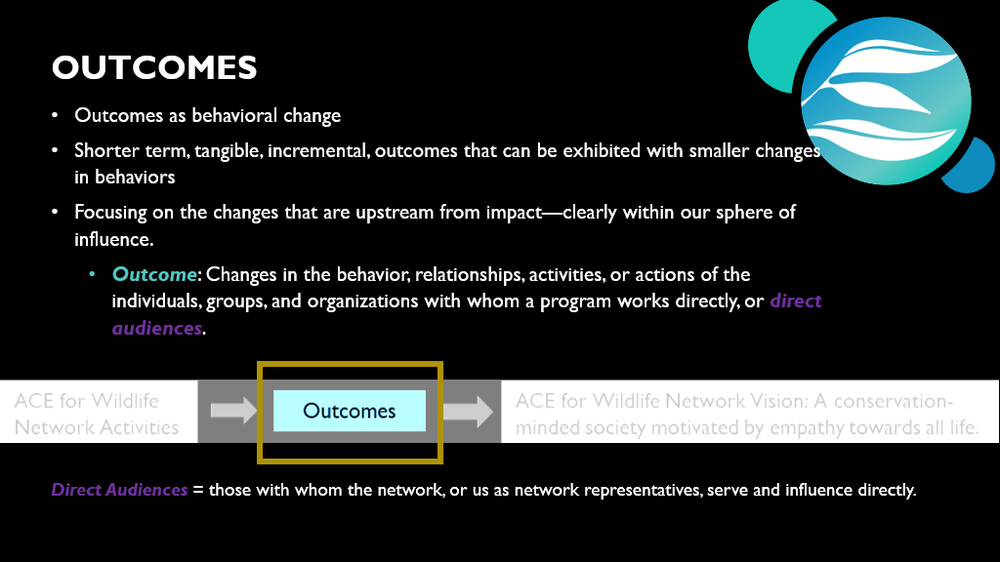 OUTCOMES
• Outcomes as behavioral change
• Shorter term, tangible, incremental, outcomes that can be exhibited with smaller changes
in behaviors
• Focusing on the changes that are upstream from impact—clearly within our sphere of
influence.
• Outcome: Changes in the behavior, relationships, activities, or actions of the
individuals, groups, and organizations with whom a program works directly, or direct
audiences.
ACE for Wildlife
Network Activities
Outcomes
ACE for Wildlife Network Vision: A conservation-
minded society motivated by empathy towards all life.
Direct Audiences = those with whom the network, or us as network representatives, serve and influence directly.